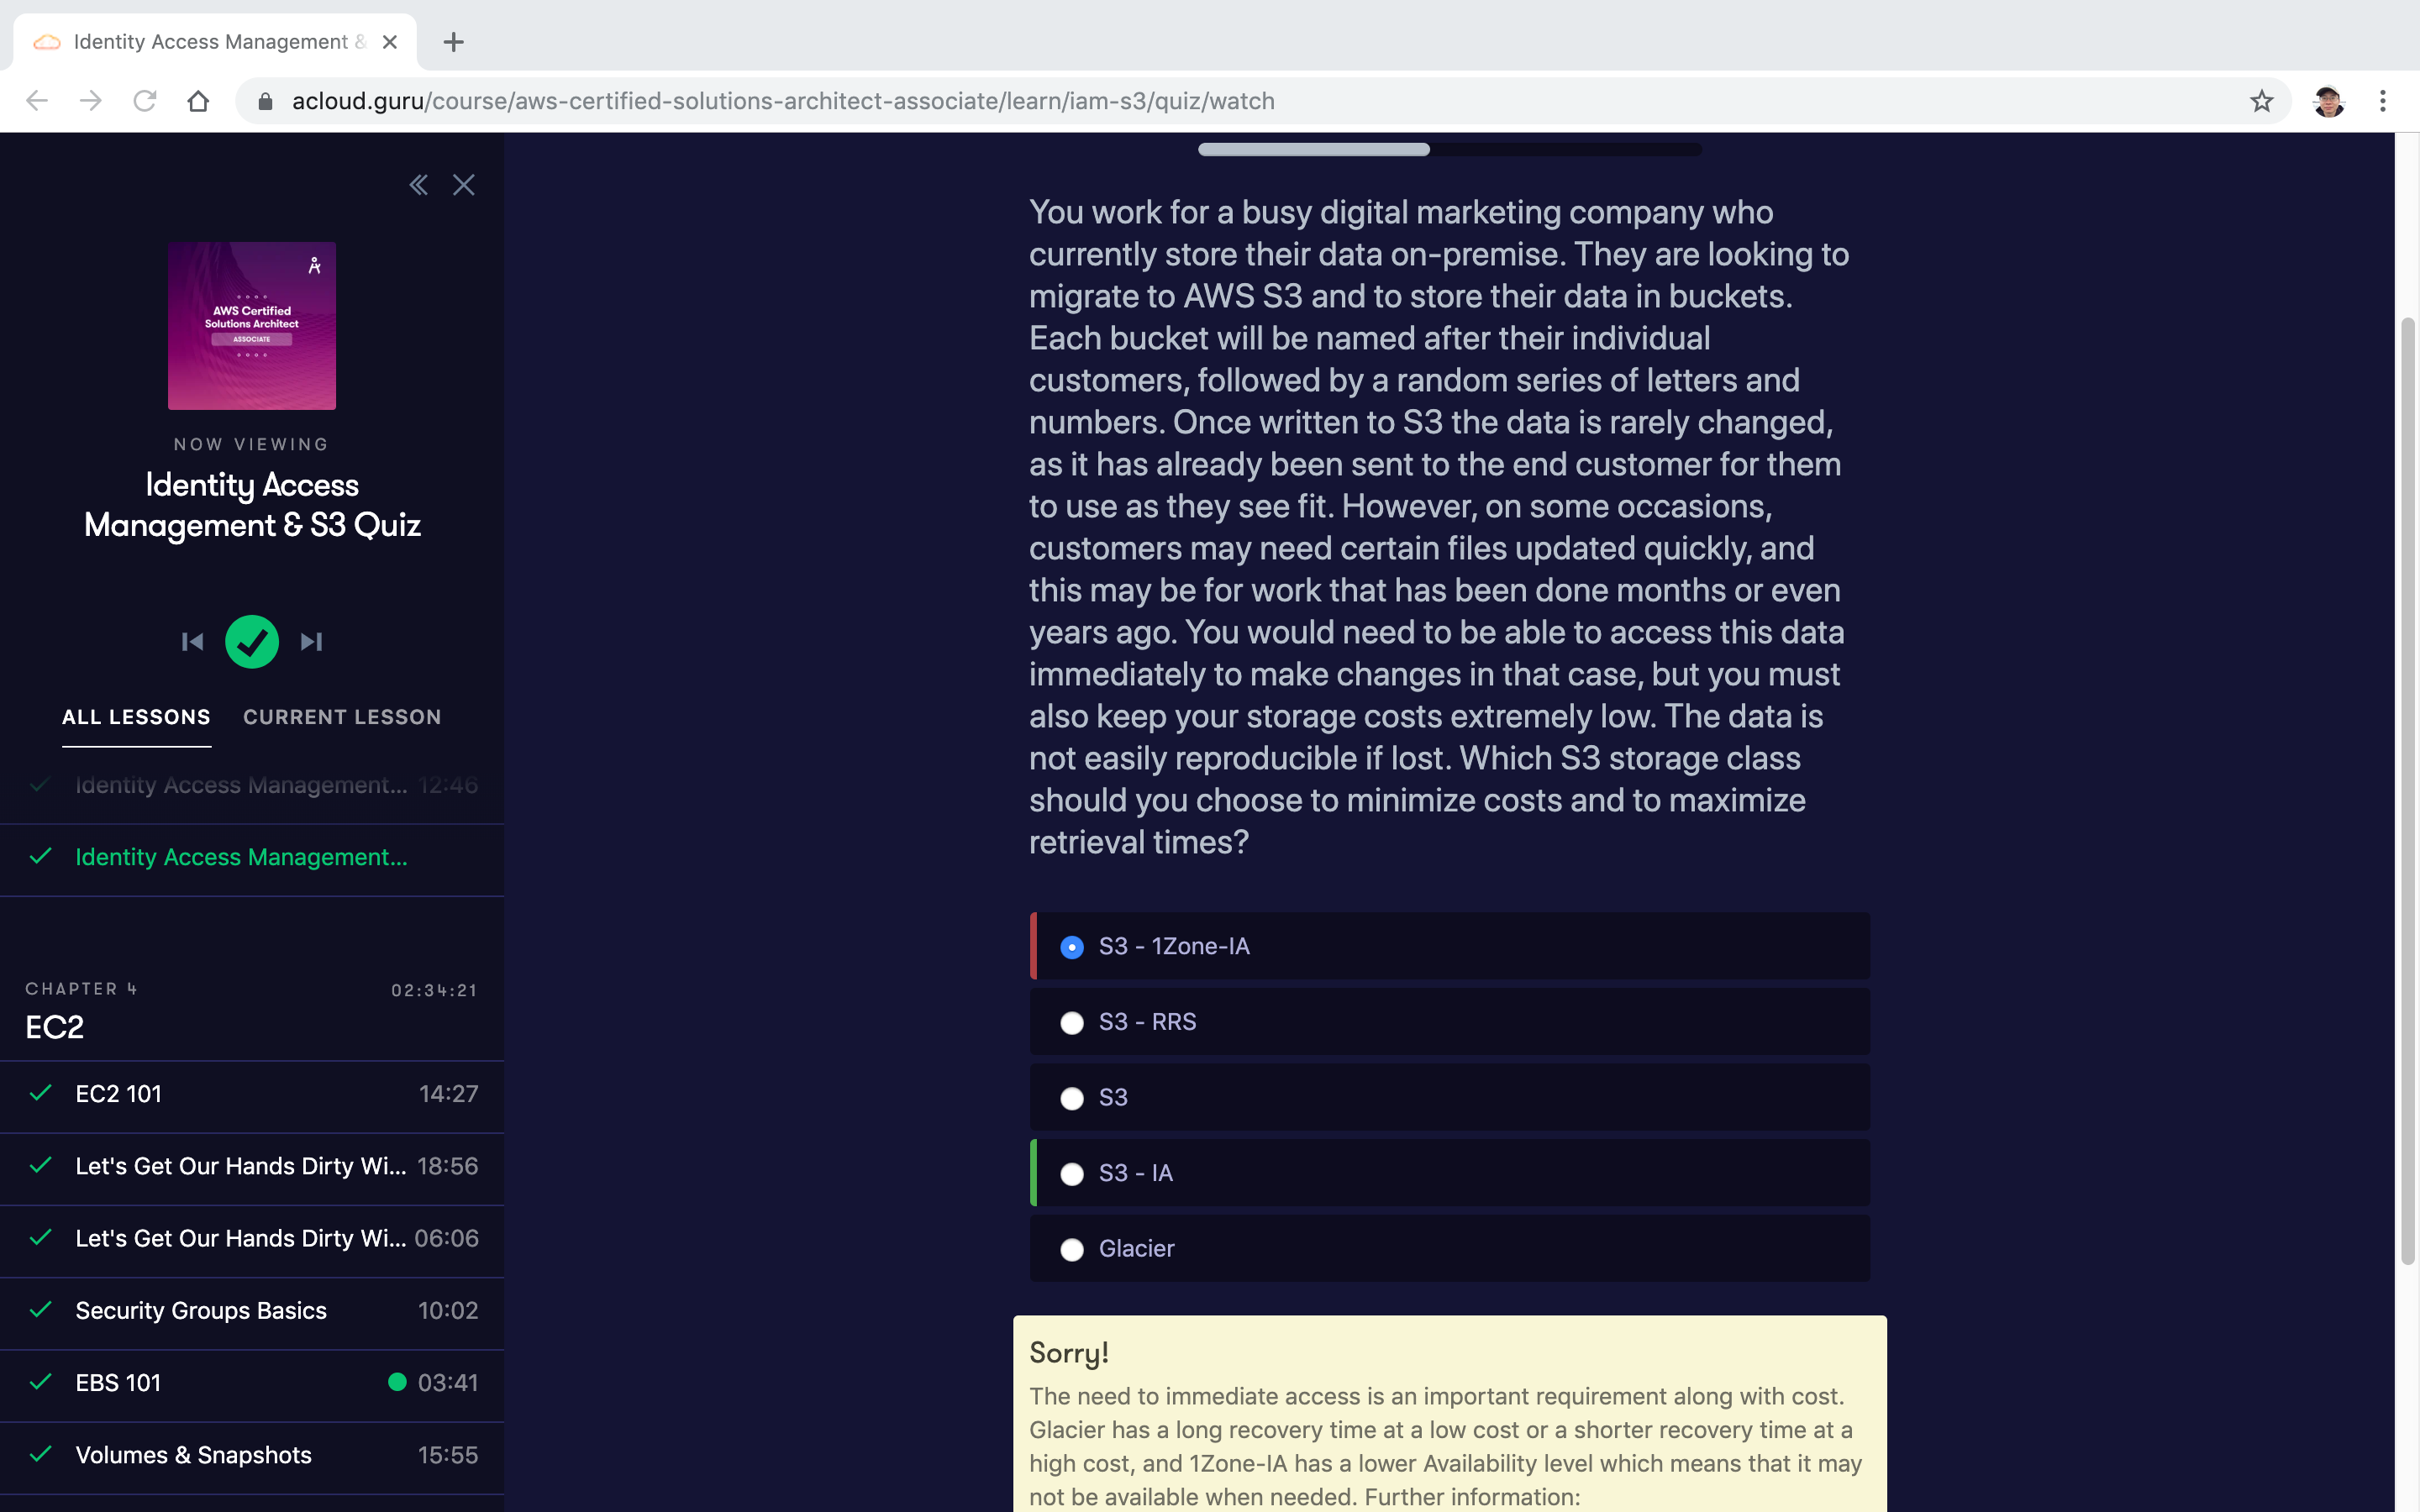 Identity Access Management &
acloud.guru/course/aws-certified-solutions-architect-associate/learn/iam-s3/quiz/watch
AWS Certified
Solutions Architect
ASSOCIATE
NOW VIEWING
Identity Access
Management & S3 Quiz
ALL LESSONS
CURRENT LESSON
Identity Access Management... 12:46
Identity Access Management...
CHAPTER 4 02:34:21
EC2
EC2 101 14:27
Let's Get Our Hands Dirty Wi... 18:56
Let's Get Our Hands Dirty Wi... 06:06
Security Groups Basics 10:02
EBS 101 03:41
Volumes & Snapshots 15:55
You work for a busy digital marketing company who
currently store their data on-premise. They are looking to
migrate to AWS S3 and to store their data in buckets.
Each bucket will be named after their individual
customers, followed by a random series of letters and
numbers. Once written to S3 the data is rarely changed,
as it has already been sent to the end customer for them
to use as they see fit. However, on some occasions,
customers may need certain files updated quickly, and
this may be for work that has been done months or even
years ago. You would need to be able to access this data
immediately to make changes in that case, but you must
also keep your storage costs extremely low. The data is
not easily reproducible if lost. Which S3 storage class
should you choose to minimize costs and to maximize
retrieval times?
S3 - 1Zone-IA
S3 - RRS
S3
S3 - IA
Glacier
Sorry!
The need to immediate access is an important requirement along with cost.
Glacier has a long recovery time at a low cost or a shorter recovery time at a
high cost, and 1Zone-IA has a lower Availability level which means that it may
not be available when needed. Further information: